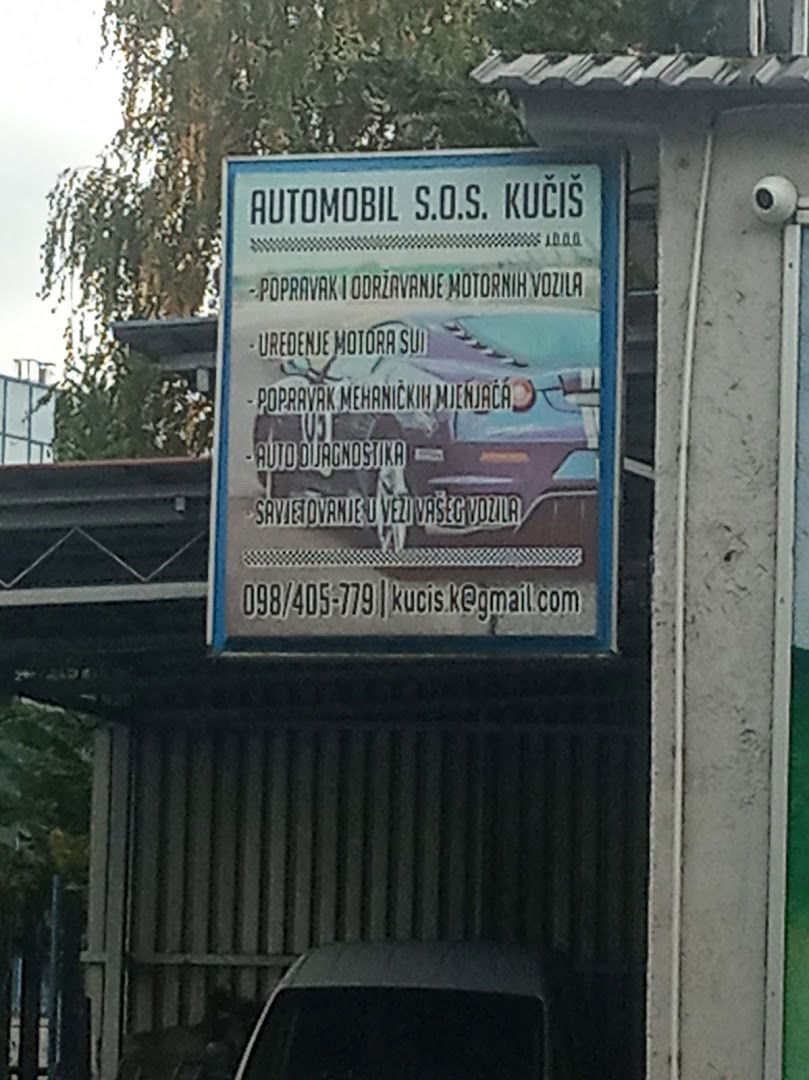 AUTOMOBIL S.O.S. KUČIŠ
J.D.O.O.
- POPRAVAK I ODRŽAVANJE MOTORNIH VOZILA
- UREĐENJE MOTORA SUI
- POPRAVAK MEHANIČKIH MJENJAČA
- AUTO DIJAGNOSTIKA
- SAVJETOVANJE U VEZI VAŠEG VOZILA
098/405-779 | kucis.k@gmail.com